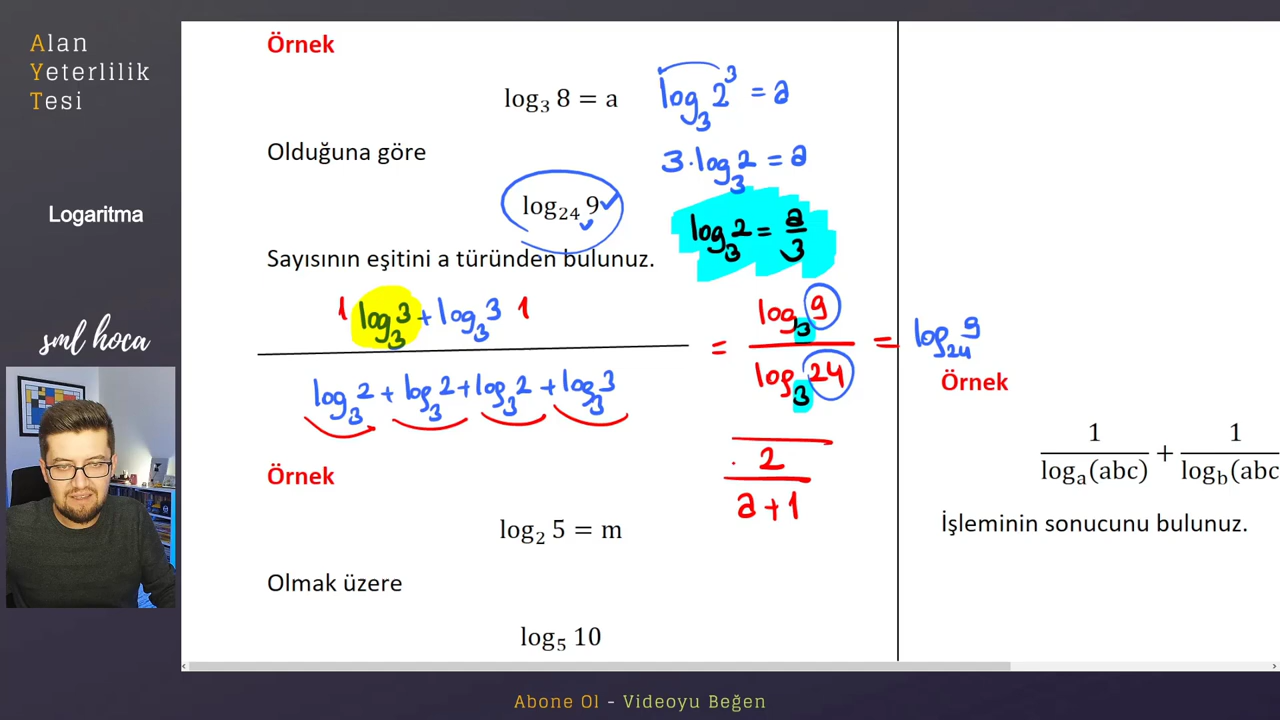 Alan
Yeterlilik
Tesi
Logaritma
sml hoca
Örnek
log₃ 8 = a
log₃ 2³ = a
3·log₃ 2 = a
Olduğuna göre
log₂₄ 9
log₃ 2 = a/3
Sayısının eşitini a türünden bulunuz.
1 log₃ 3 + log₃ 3 1
log₃ 2 + log₃ 2 + log₃ 2 + log₃ 3
= log₃ 9 / log₃ 24 = log₂₄ 9
2 / a + 1
Örnek
log₂ 5 = m
Olmak üzere
log₅ 10
Örnek
1/logₐ(abc) + 1/log_b(abc
İşleminin sonucunu bulunuz.
Abone Ol - Videoyu Beğen